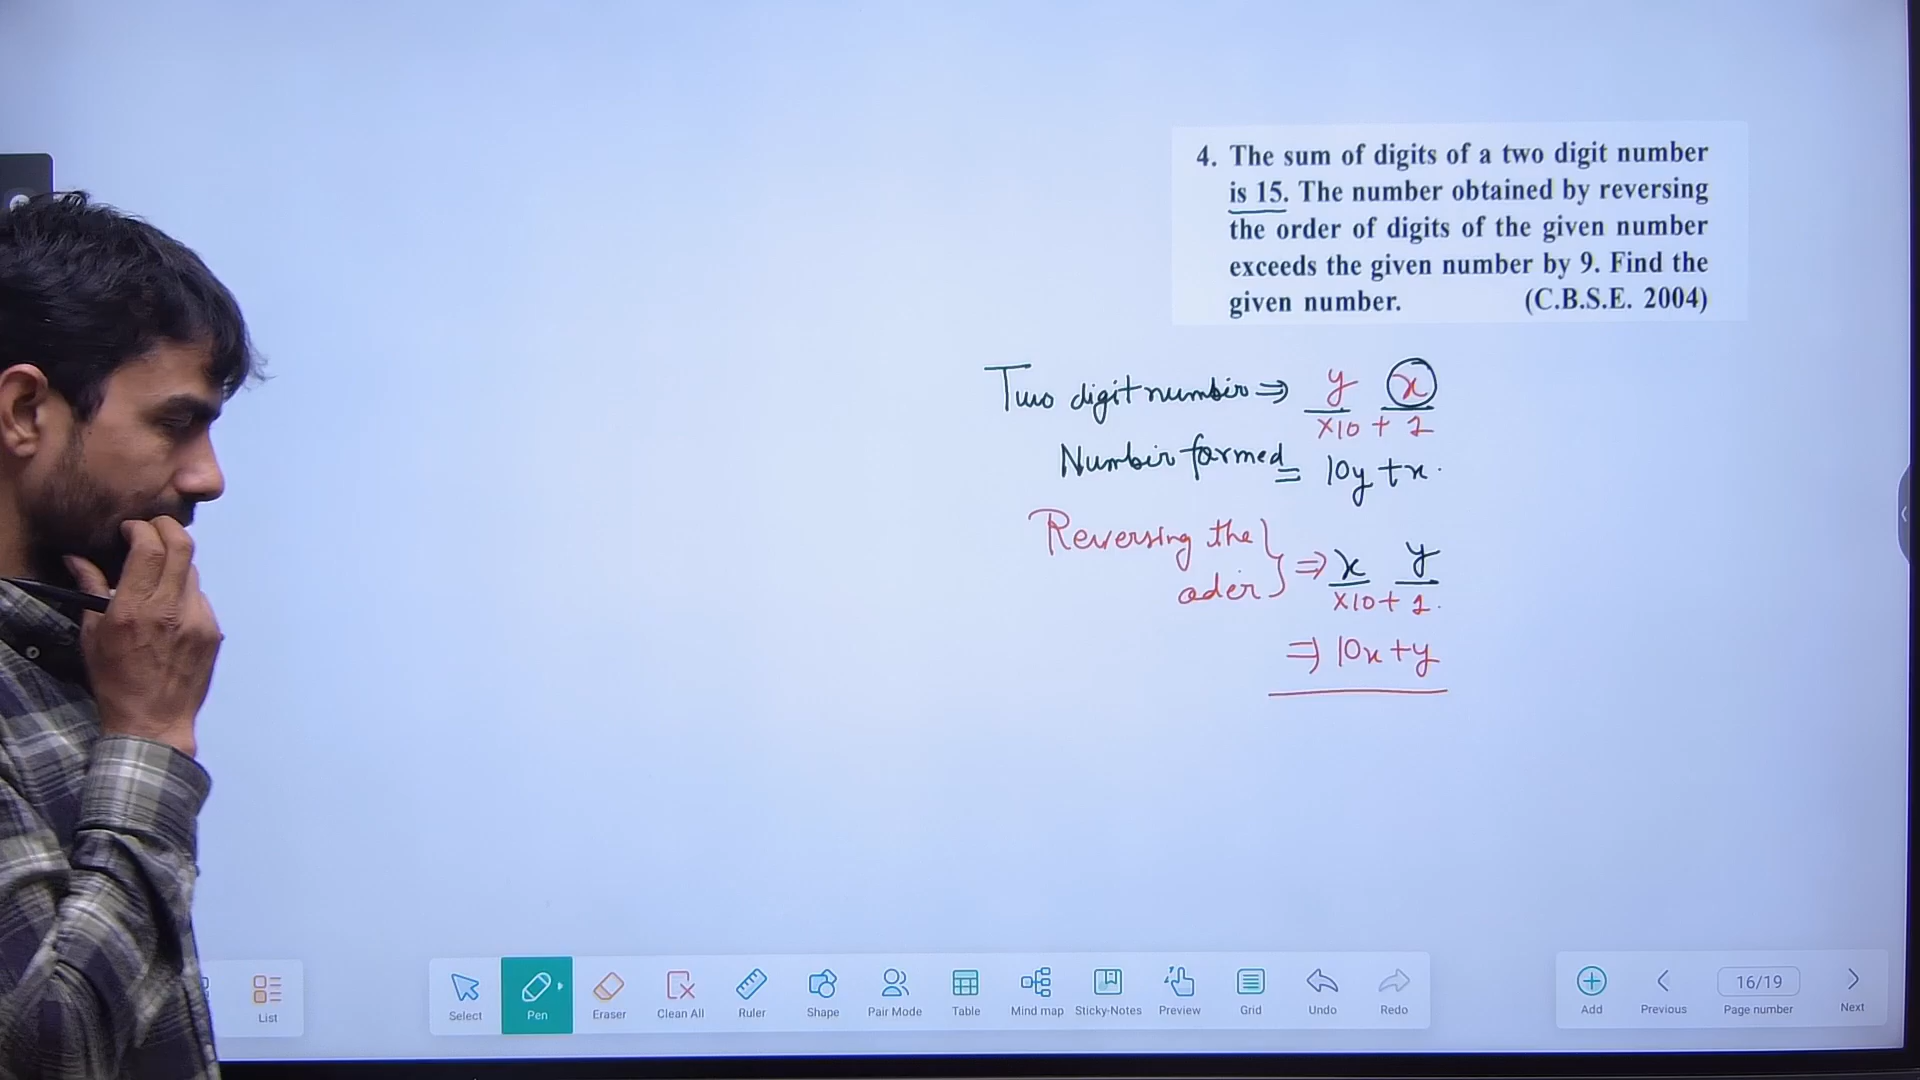 4. The sum of digits of a two digit number
is 15. The number obtained by reversing
the order of digits of the given number
exceeds the given number by 9. Find the
given number. (C.B.S.E. 2004)
Two digit number ⇒ y x
×10 + 1
Number formed = 10y + x.
Reversing the
oder } ⇒ x y
×10 + 1.
⇒ 10x + y
List
Select
Pen
Eraser
Clean All
Ruler
Shape
Pair Mode
Table
Mind map
Sticky-Notes
Preview
Grid
Undo
Redo
Add
Previous
16/19
Page number
Next